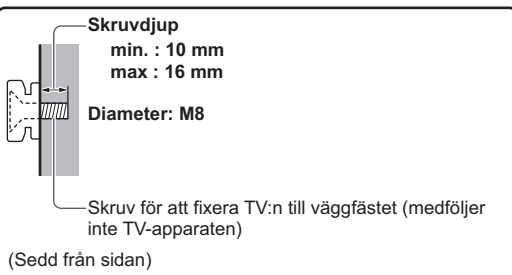 Skruvdjup
min. : 10 mm
max : 16 mm
Diameter: M8
Skruv för att fixera TV:n till väggfästet (medföljer
inte TV-apparaten)
(Sedd från sidan)